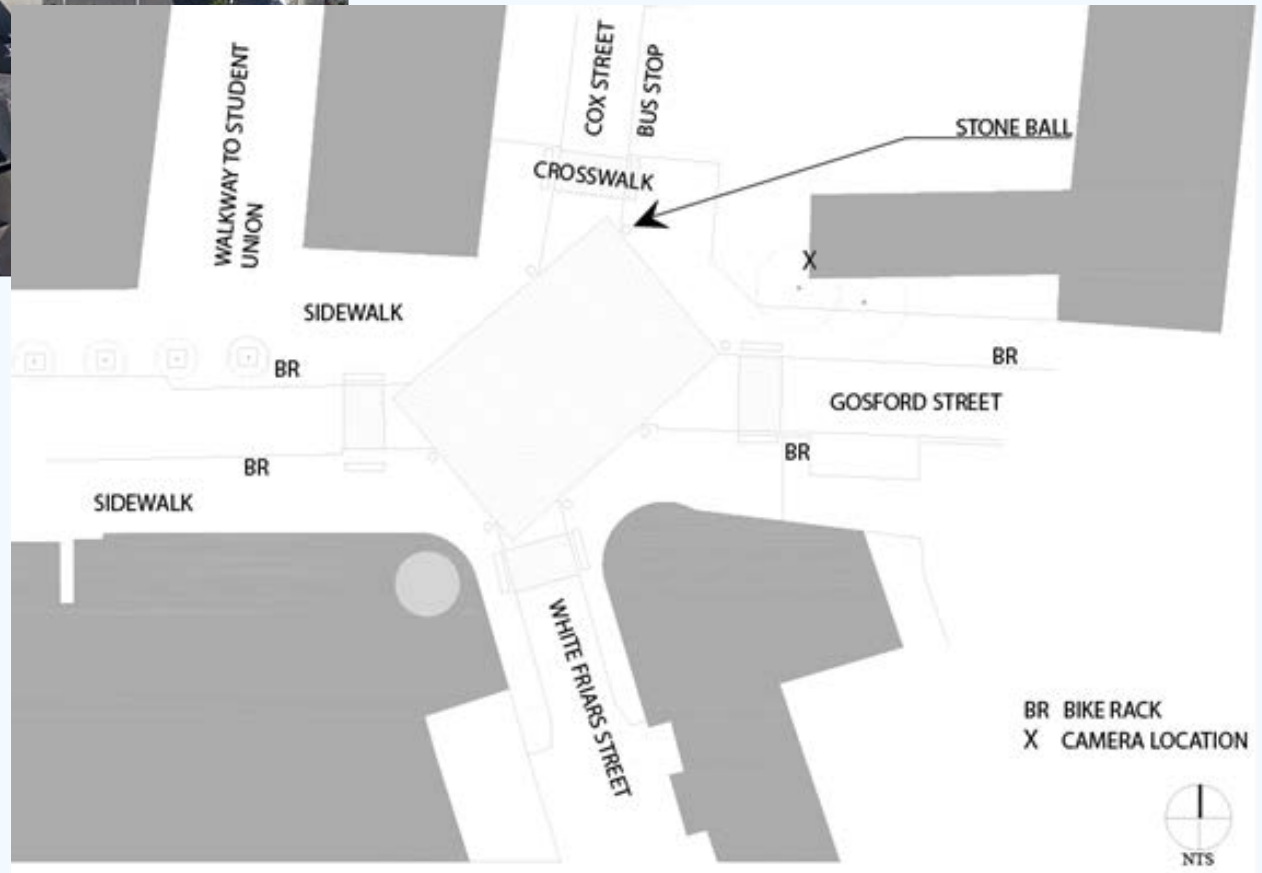 COX STREET
BUS STOP
WALKWAY TO STUDENT
UNION
STONE BALL
CROSSWALK
X
SIDEWALK
BR
BR
GOSFORD STREET
BR
BR
SIDEWALK
WHITE FRIARS STREET
BR BIKE RACK
X CAMERA LOCATION
NTS